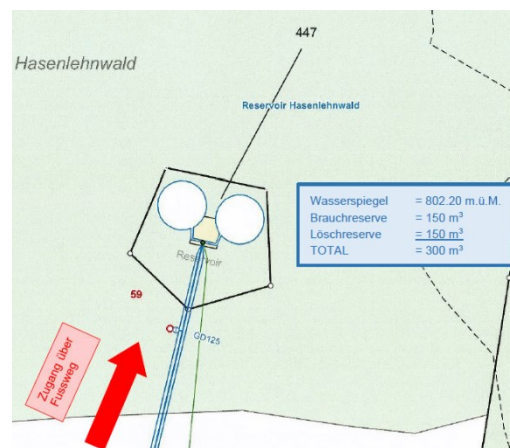 447
Hasenlehnwald
Reservoir Hasenlehnwald
Wasserspiegel = 802.20 m.ü.M.
Brauchreserve = 150 m³
Löschreserve = 150 m³
TOTAL = 300 m³
Reservoir
59
GD125
Zugang über
Fussweg